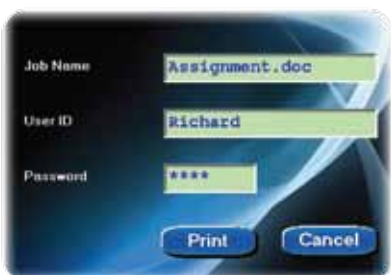 Job Name Assignment.doc
User ID Richard
Password ****
Print Cancel